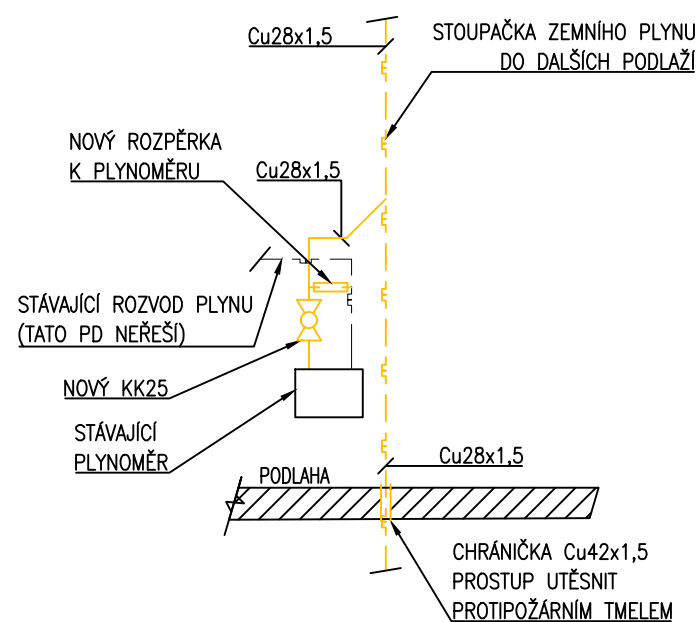 Cu28x1,5
STOUPAČKA ZEMNÍHO PLYNU
DO DALŠÍCH PODLAŽÍ
NOVÝ ROZPĚRKA
K PLYNOMĚRU
Cu28x1,5
STÁVAJÍCÍ ROZVOD PLYNU
(TATO PD NEŘEŠÍ)
NOVÝ KK25
STÁVAJÍCÍ
PLYNOMĚR
Cu28x1,5
PODLAHA
CHRÁNIČKA Cu42x1,5
PROSTUP UTĚSNIT
PROTIPOŽÁRNÍM TMELEM